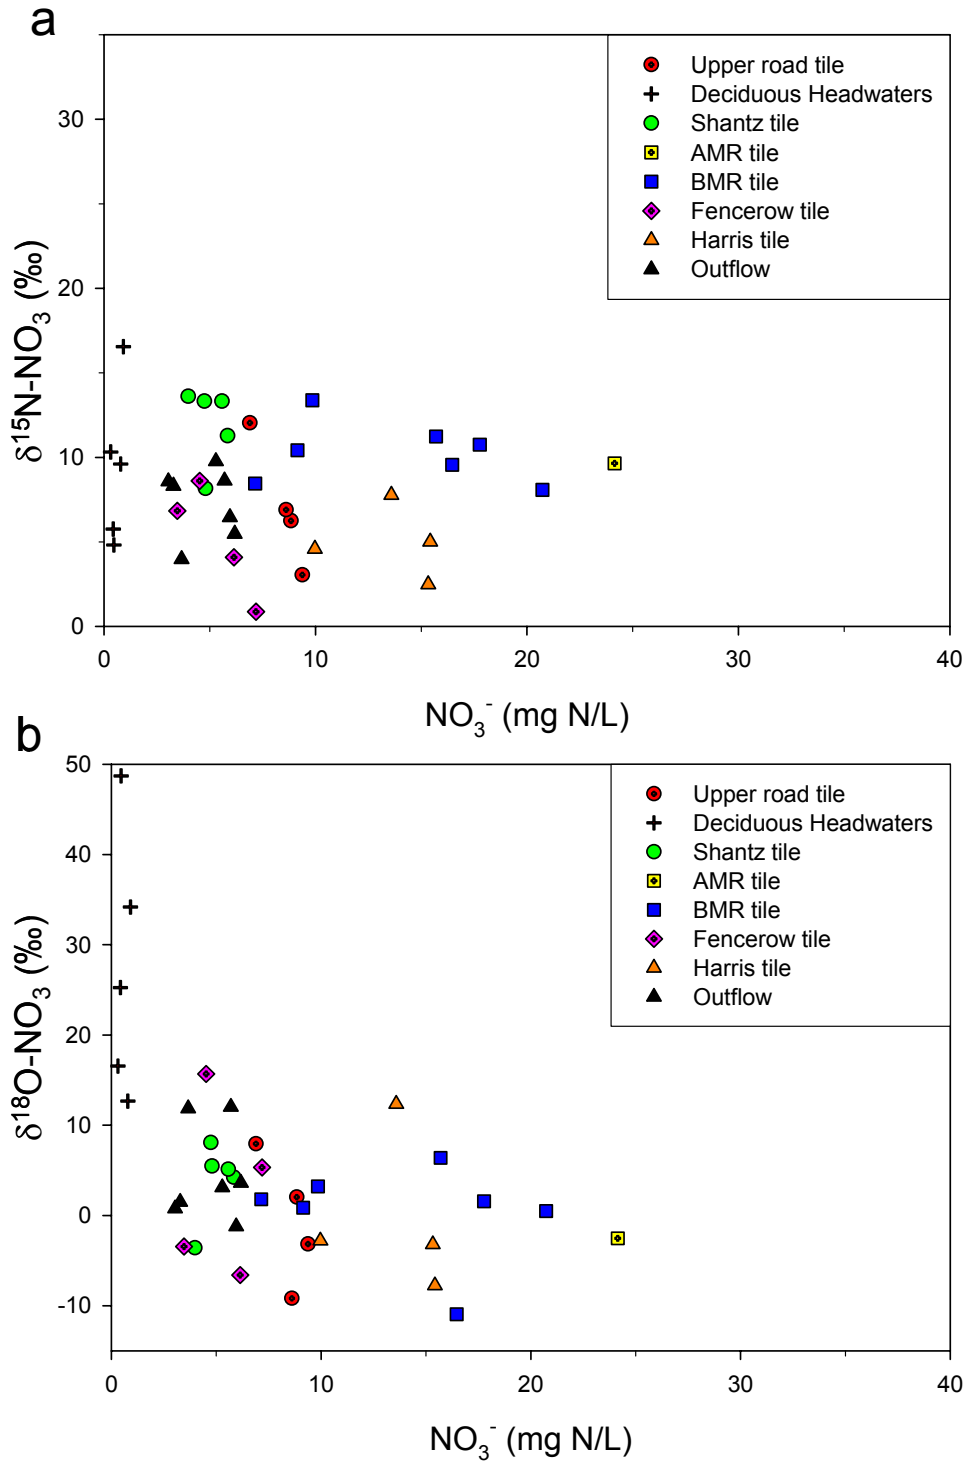 a
δ¹⁵N-NO₃ (‰)
30
20
10
0
0 10 20 30 40
NO₃⁻ (mg N/L)
Upper road tile
Deciduous Headwaters
Shantz tile
AMR tile
BMR tile
Fencerow tile
Harris tile
Outflow
b
δ¹⁸O-NO₃ (‰)
50
40
30
20
10
0
-10
0 10 20 30 40
NO₃⁻ (mg N/L)
Upper road tile
Deciduous Headwaters
Shantz tile
AMR tile
BMR tile
Fencerow tile
Harris tile
Outflow